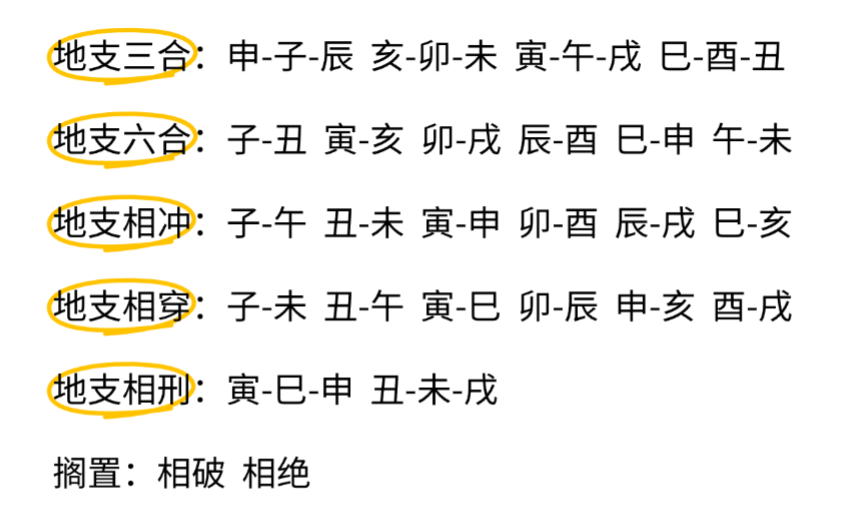 地支三合：申-子-辰 亥-卯-未 寅-午-戌 巳-酉-丑
地支六合：子-丑 寅-亥 卯-戌 辰-酉 巳-申 午-未
地支相冲：子-午 丑-未 寅-申 卯-酉 辰-戌 巳-亥
地支相穿：子-未 丑-午 寅-巳 卯-辰 申-亥 酉-戌
地支相刑：寅-巳-申 丑-未-戌
搁置：相破 相绝